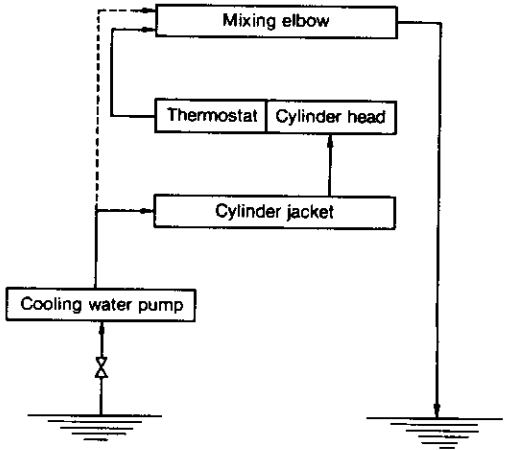 Mixing elbow
Thermostat
Cylinder head
Cylinder jacket
Cooling water pump